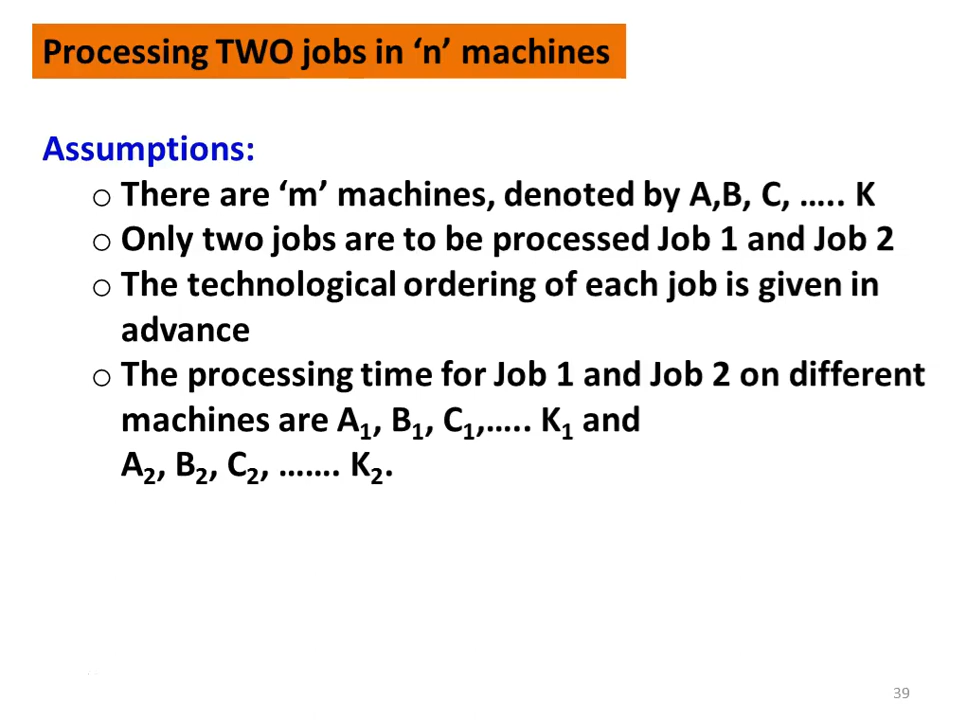 Processing TWO jobs in ‘n’ machines
Assumptions:
o There are ‘m’ machines, denoted by A,B, C, ….. K
o Only two jobs are to be processed Job 1 and Job 2
o The technological ordering of each job is given in
advance
o The processing time for Job 1 and Job 2 on different
machines are A₁, B₁, C₁,….. K₁ and
A₂, B₂, C₂, ……. K₂.
39